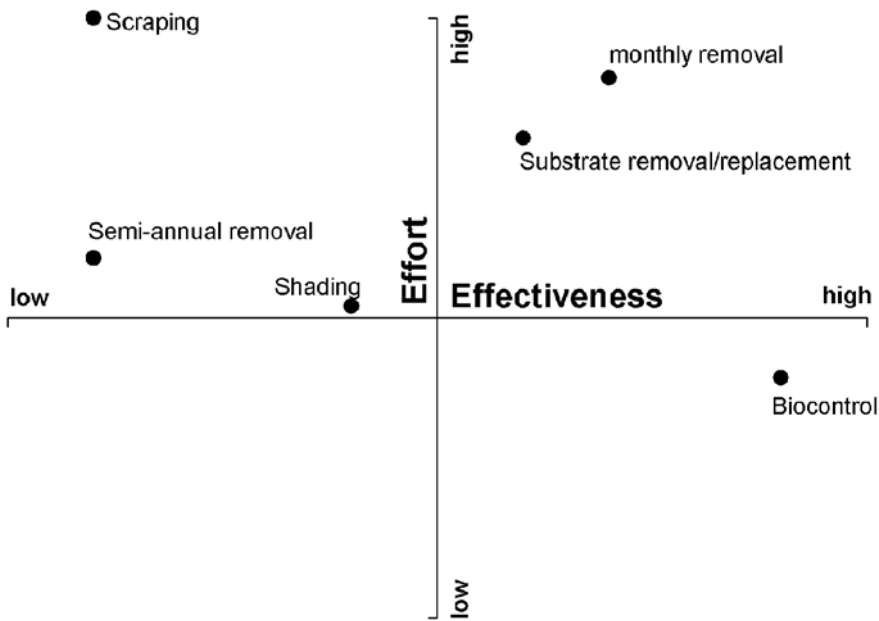 Scraping
high
monthly removal
Substrate removal/replacement
Semi-annual removal
Shading
Effort
low
Effectiveness
high
Biocontrol
low